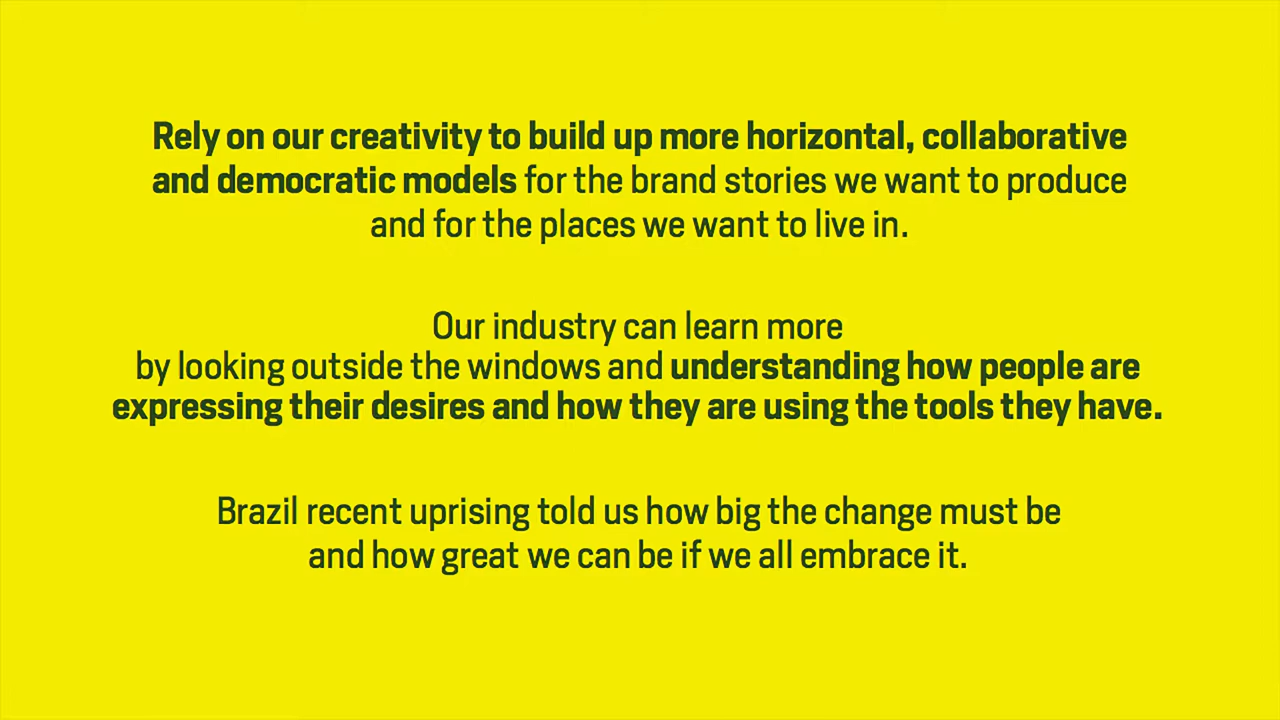 Rely on our creativity to build up more horizontal, collaborative
and democratic models for the brand stories we want to produce
and for the places we want to live in.
Our industry can learn more
by looking outside the windows and understanding how people are
expressing their desires and how they are using the tools they have.
Brazil recent uprising told us how big the change must be
and how great we can be if we all embrace it.